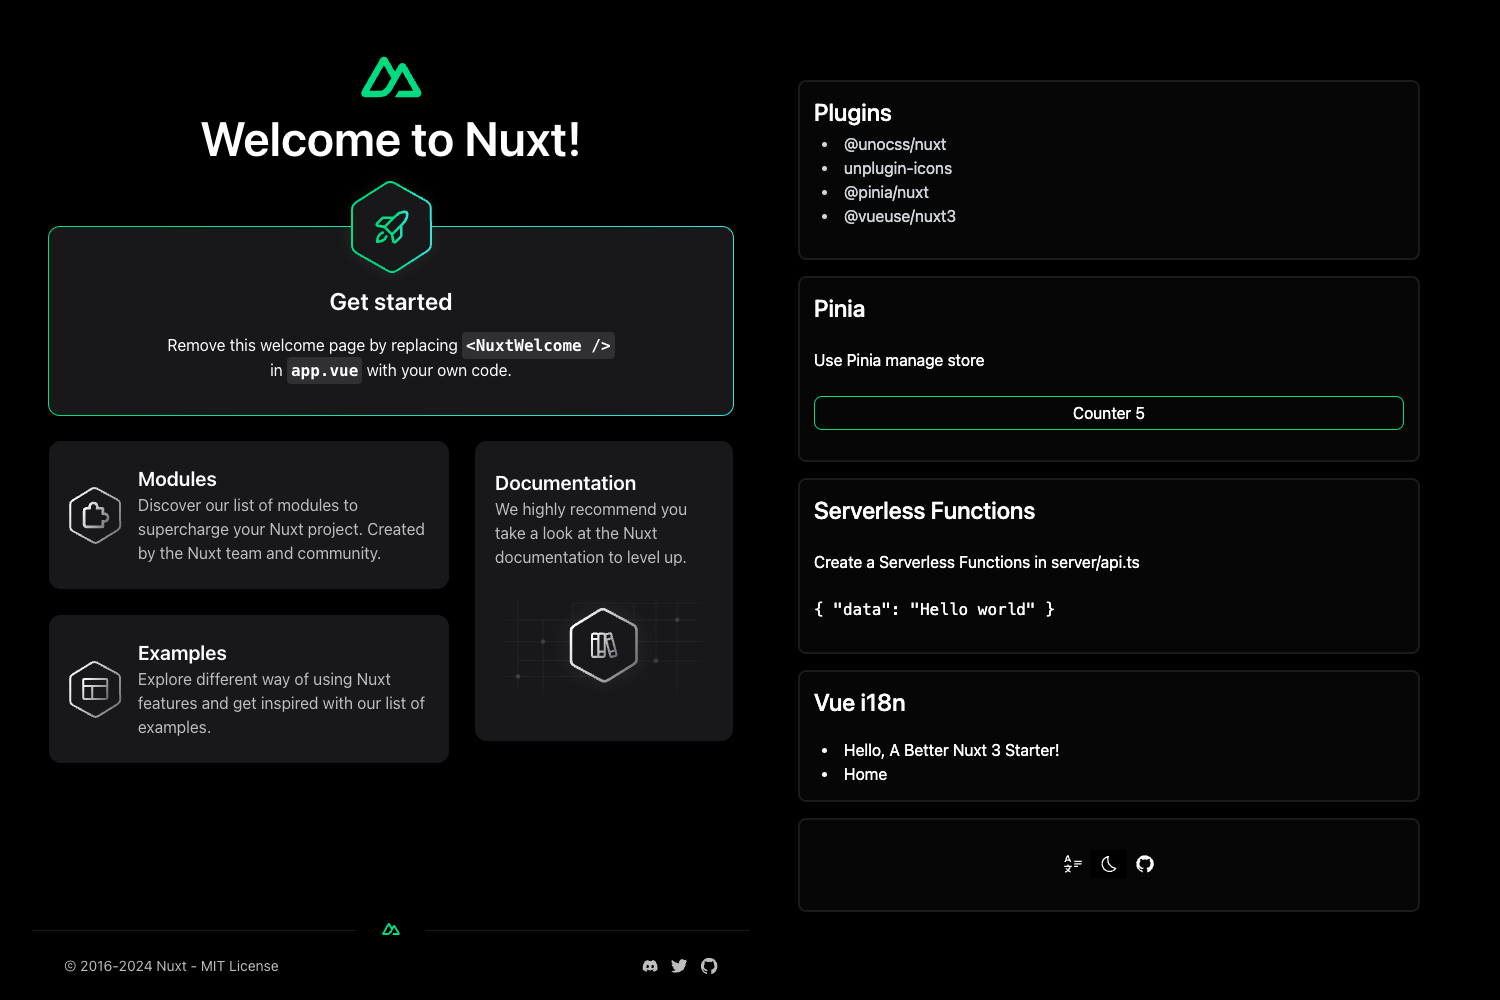 Welcome to Nuxt!
Get started
Remove this welcome page by replacing <NuxtWelcome />
in app.vue with your own code.
Modules
Discover our list of modules to
supercharge your Nuxt project. Created
by the Nuxt team and community.
Documentation
We highly recommend you
take a look at the Nuxt
documentation to level up.
Examples
Explore different way of using Nuxt
features and get inspired with our list of
examples.
© 2016-2024 Nuxt - MIT License
Plugins
• @unocss/nuxt
• unplugin-icons
• @pinia/nuxt
• @vueuse/nuxt3
Pinia
Use Pinia manage store
Counter 5
Serverless Functions
Create a Serverless Functions in server/api.ts
{ "data": "Hello world" }
Vue i18n
• Hello, A Better Nuxt 3 Starter!
• Home